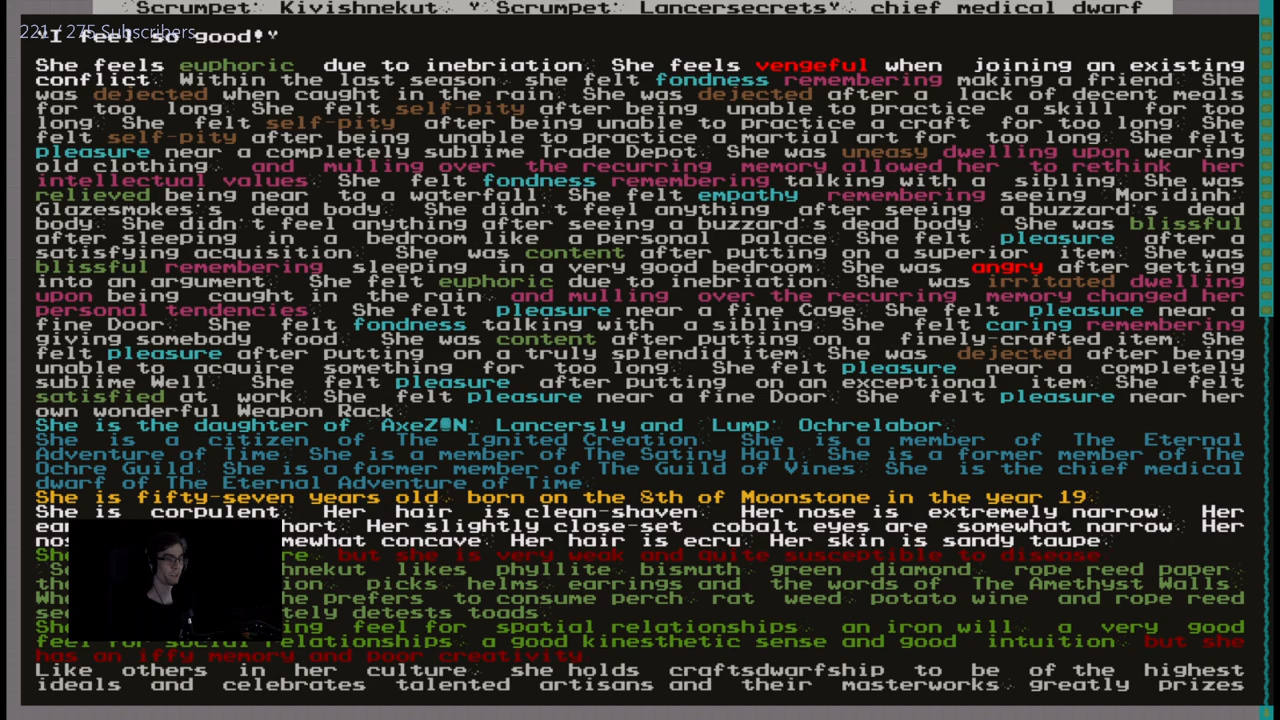 Scrumpet Kivishnekut "Scrumpet Lancersecrets" chief medical dwarf
221 / 275 Subscribers
"I feel so good!"
She feels euphoric due to inebriation. She feels vengeful when joining an existing
conflict. Within the last season, she felt fondness remembering making a friend. She
was dejected when caught in the rain. She was dejected after a lack of decent meals
for too long. She felt self-pity after being unable to practice a skill for too
long. She felt self-pity after being unable to practice a craft for too long. She
felt self-pity after being unable to practice a martial art for too long. She felt
pleasure near a completely sublime Trade Depot. She was uneasy dwelling upon wearing
old clothing, and mulling over the recurring memory allowed her to rethink her
intellectual values. She felt fondness remembering talking with a sibling. She was
relieved being near to a waterfall. She felt empathy remembering seeing Moridinh
Glazesmokes's dead body. She didn't feel anything after seeing a buzzard's dead
body. She didn't feel anything after seeing a buzzard's dead body. She was blissful
after sleeping in a bedroom like a personal palace. She felt pleasure after a
satisfying acquisition. She was content after putting on a superior item. She was
blissful remembering sleeping in a very good bedroom. She was angry after getting
into an argument. She felt euphoric due to inebriation. She was irritated dwelling
upon being caught in the rain, and mulling over the recurring memory changed her
personal tendencies. She felt pleasure near a fine Cage. She felt pleasure near a
fine Door. She felt fondness talking with a sibling. She felt caring remembering
giving somebody food. She was content after putting on a finely-crafted item. She
felt pleasure after putting on a truly splendid item. She was dejected after being
unable to acquire something for too long. She felt pleasure near a completely
sublime Well. She felt pleasure after putting on an exceptional item. She felt
satisfied at work. She felt pleasure near a fine Door. She felt pleasure near her
own wonderful Weapon Rack.
She is the daughter of Lancersly and Lump Ochrelabor.
She is a citizen of The Ignited Creation. She is a member of The Eternal
Adventure of Time. She is a member of The Satiny Hall. She is a former member of The
Ochre Guild. She is a former member of The Guild of Vines. She is the chief medical
dwarf of The Eternal Adventure of Time.
She is fifty-seven years old, born on the 8th of Moonstone in the year 19.
She is corpulent. Her hair is clean-shaven. Her nose is extremely narrow. Her
hort. Her slightly close-set cobalt eyes are somewhat narrow. Her
mewhat concave. Her hair is ecru. Her skin is sandy taupe.
but she is very weak and quite susceptible to disease.
hnekut likes phyllite, bismuth, green diamond, rope reed paper,
picks, helms, earrings and the words of The Amethyst Walls.
she prefers to consume perch, rat weed, potato wine and rope reed
tely detests toads.
ing feel for spatial relationships, an iron will, a very good
relationships, a good kinesthetic sense and good intuition, but she
has an iffy memory and poor creativity.
Like others in her culture, she holds craftsdwarfship to be of the highest
ideals and celebrates talented artisans and their masterworks, greatly prizes